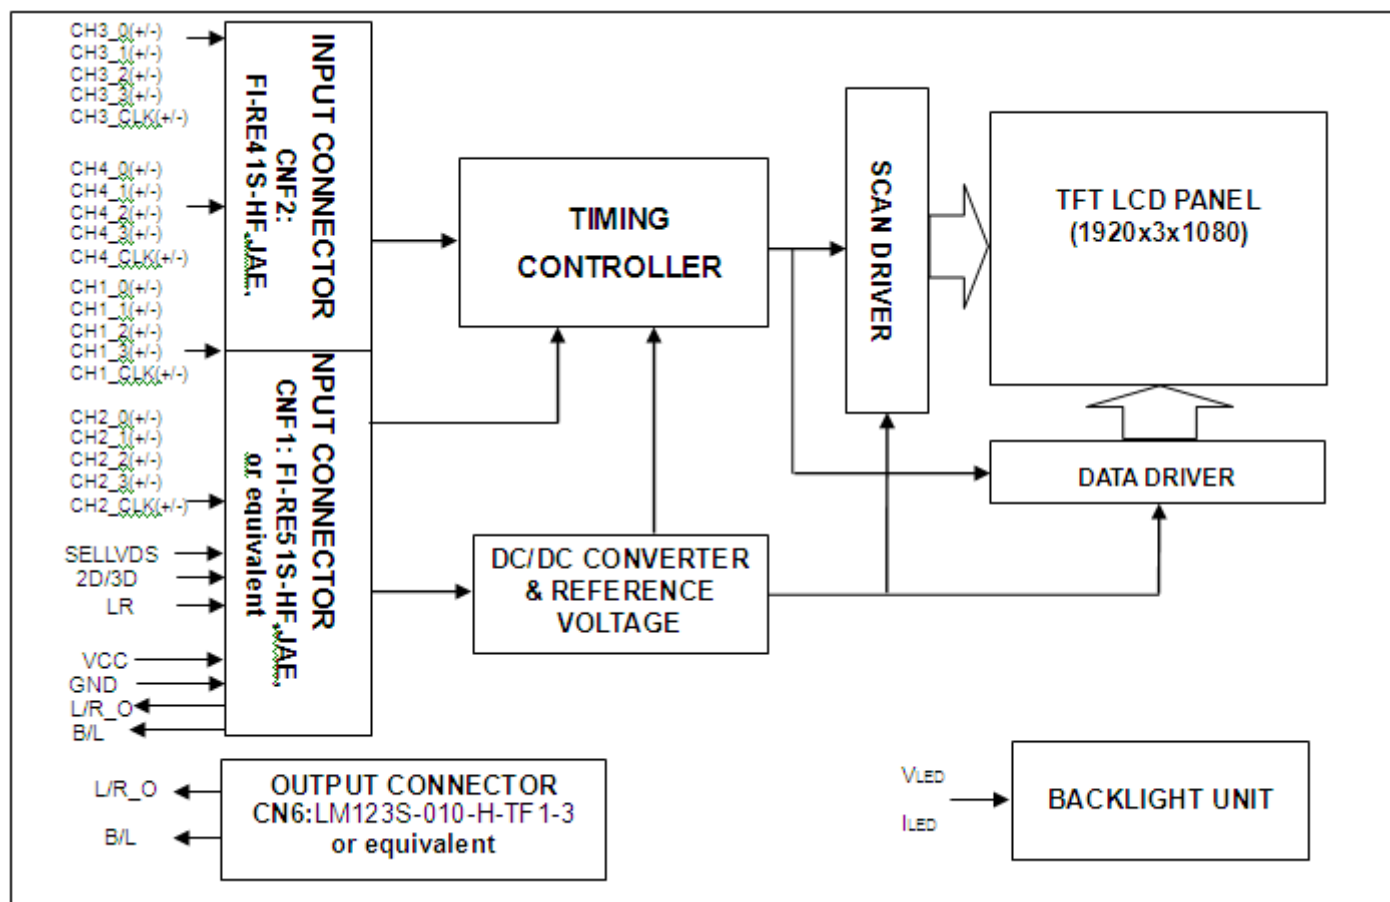 CH3_0(+/-)
CH3_1(+/-)
CH3_2(+/-)
CH3_3(+/-)
CH3_CLK(+/-)
CH4_0(+/-)
CH4_1(+/-)
CH4_2(+/-)
CH4_3(+/-)
CH4_CLK(+/-)
CH1_0(+/-)
CH1_1(+/-)
CH1_2(+/-)
CH1_3(+/-)
CH1_CLK(+/-)
CH2_0(+/-)
CH2_1(+/-)
CH2_2(+/-)
CH2_3(+/-)
CH2_CLK(+/-)
SELLVDS
2D/3D
LR
VCC
GND
L/R_O
B/L
INPUT CONNECTOR
CNF2:
FI-RE41S-HF,JAE,
NPUT CONNECTOR
CNF1: FI-RE51S-HF,JAE,
or equivalent
TIMING
CONTROLLER
DC/DC CONVERTER
& REFERENCE
VOLTAGE
SCAN DRIVER
TFT LCD PANEL
(1920x3x1080)
DATA DRIVER
L/R_O
B/L
OUTPUT CONNECTOR
CN6:LM123S-010-H-TF1-3
or equivalent
VLED
ILED
BACKLIGHT UNIT